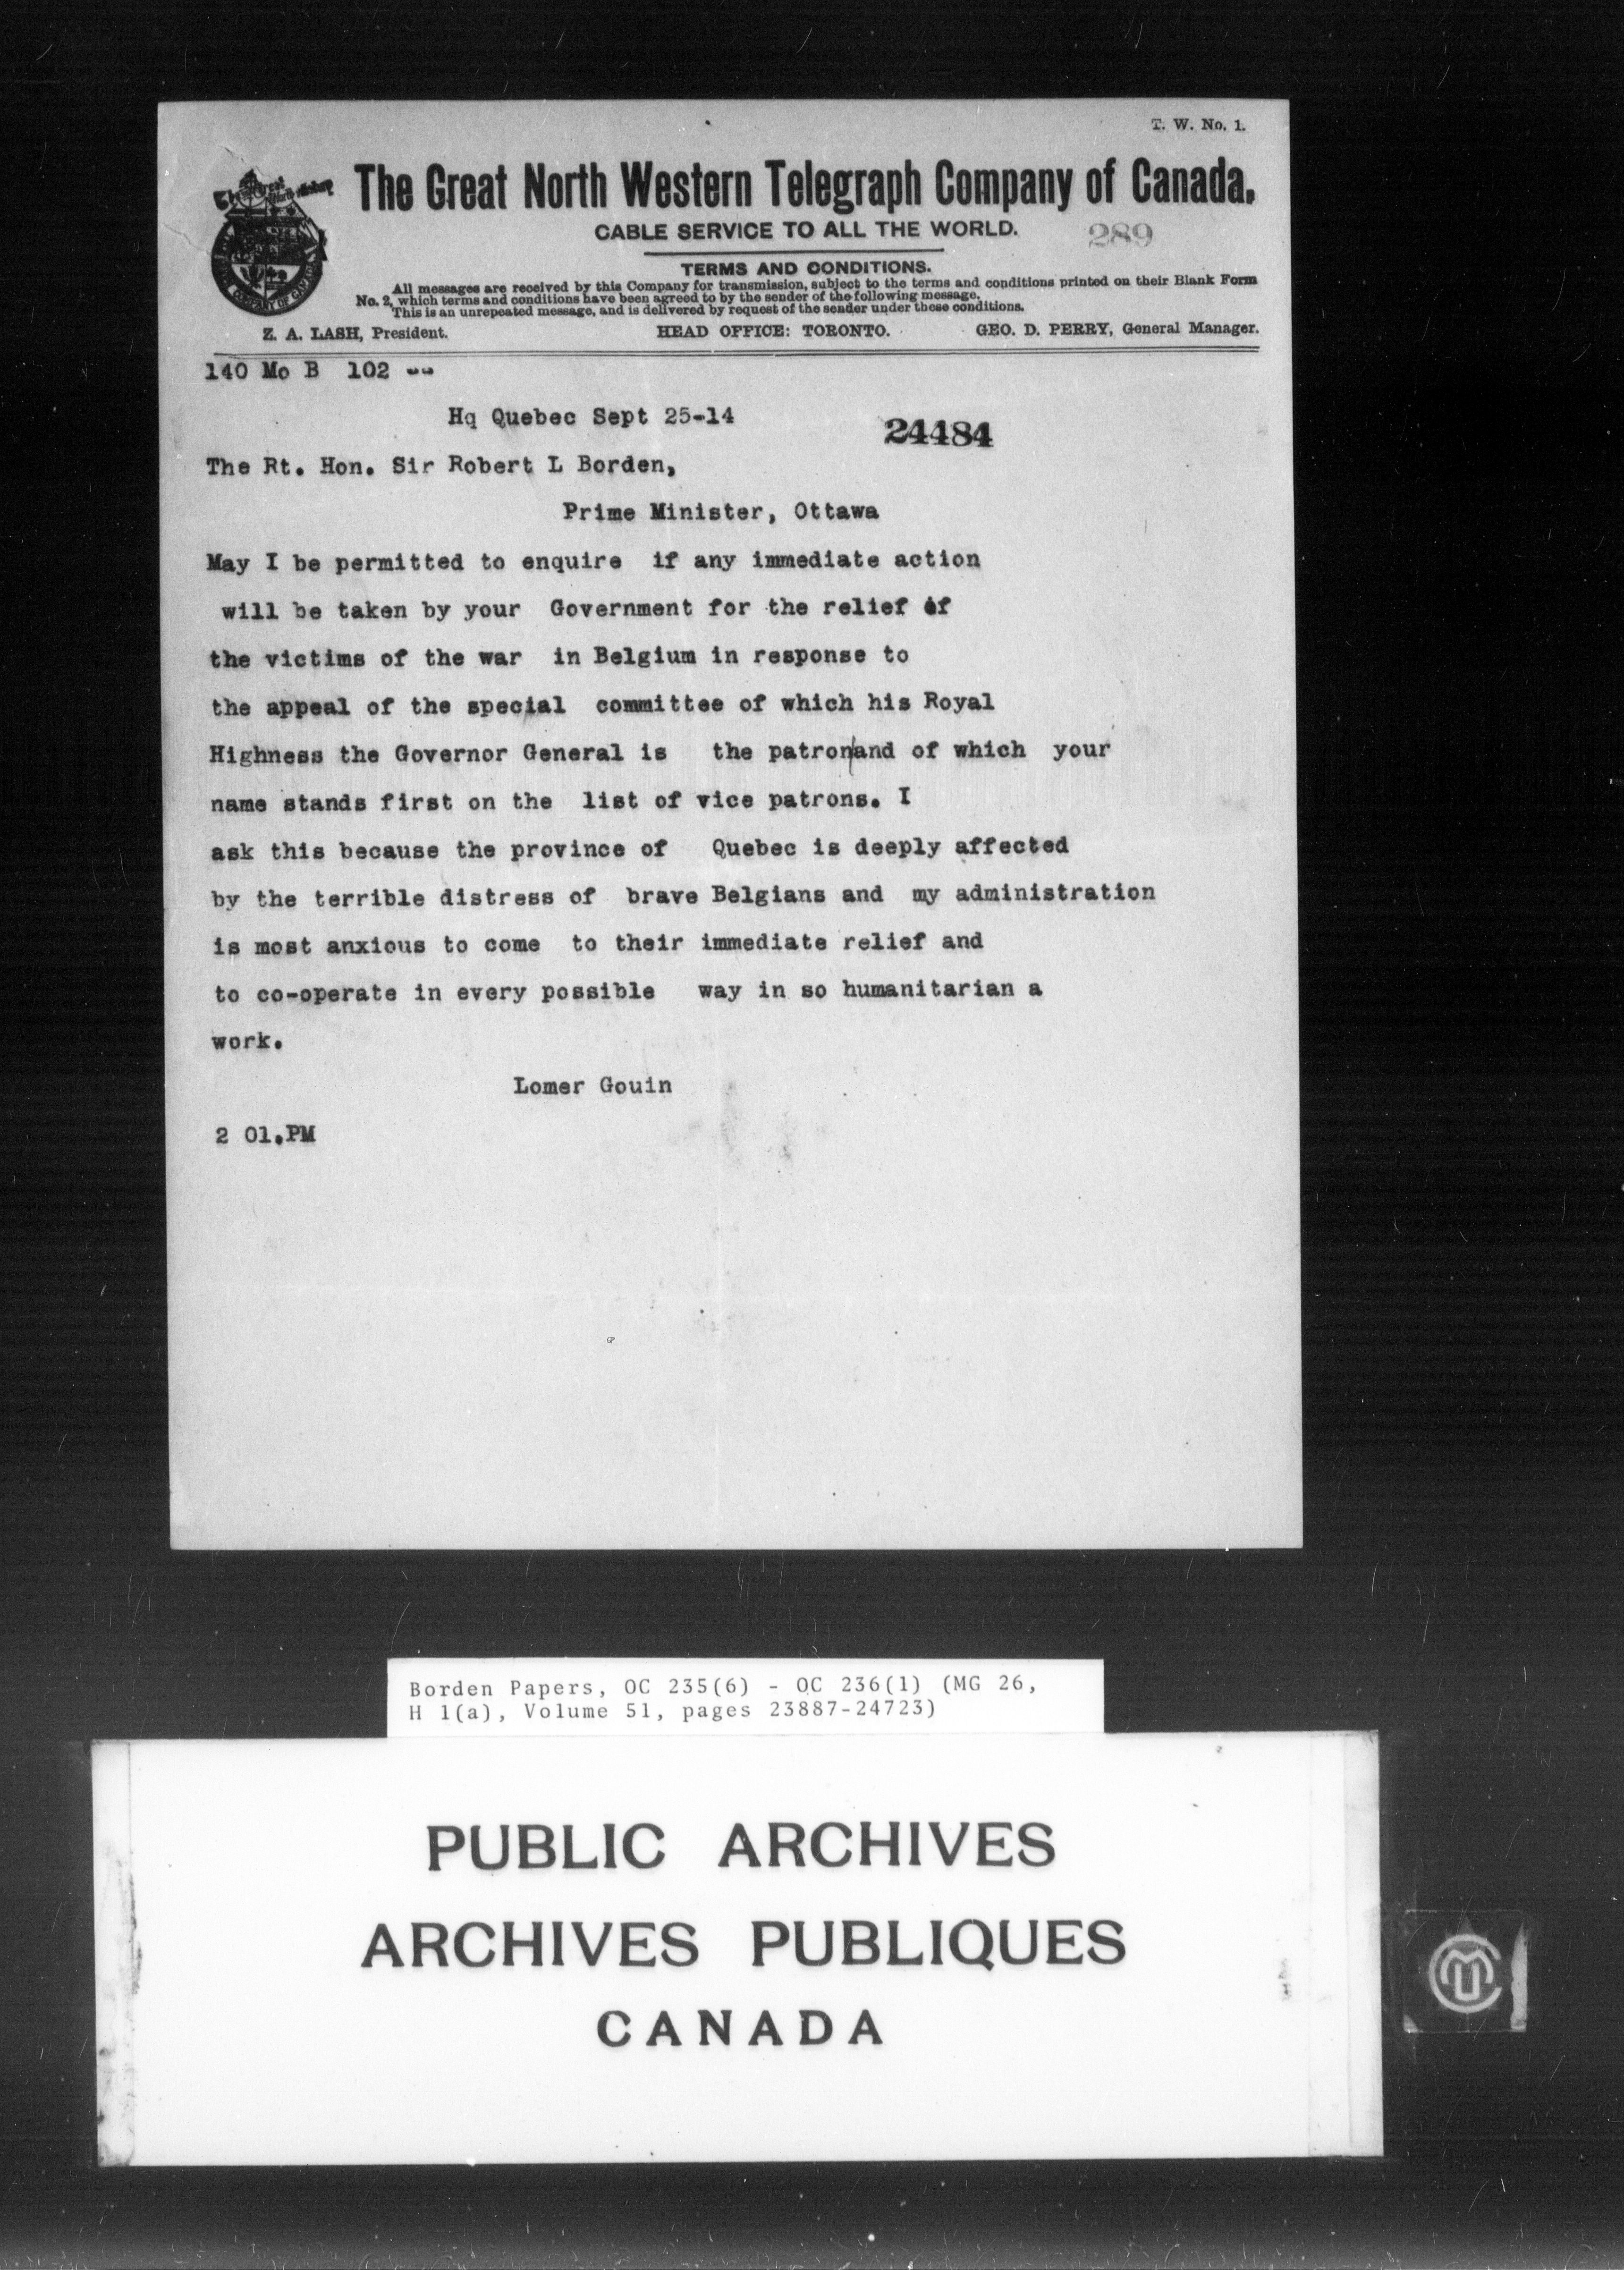 T. W. No. 1.
The Great North Western Telegraph Company of Canada.
CABLE SERVICE TO ALL THE WORLD.
289
TERMS AND CONDITIONS.
All messages are received by this Company for transmission, subject to the terms and conditions printed on their Blank Form
No. 2, which terms and conditions have been agreed to by the sender of the following message.
This is an unrepeated message, and is delivered by request of the sender under these conditions.
Z. A. LASH, President. HEAD OFFICE: TORONTO. GEO. D. PERRY, General Manager.
140 Mo B 102 --
Hq Quebec Sept 25-14
24484
The Rt. Hon. Sir Robert L Borden,
Prime Minister, Ottawa
May I be permitted to enquire if any immediate action
will be taken by your Government for the relief of
the victims of the war in Belgium in response to
the appeal of the special committee of which his Royal
Highness the Governor General is the patron/and of which your
name stands first on the list of vice patrons. I
ask this because the province of Quebec is deeply affected
by the terrible distress of brave Belgians and my administration
is most anxious to come to their immediate relief and
to co-operate in every possible way in so humanitarian a
work.
Lomer Gouin
2 01.PM
Borden Papers, OC 235(6) - OC 236(1) (MG 26,
H 1(a), Volume 51, pages 23887-24723)
PUBLIC ARCHIVES
ARCHIVES PUBLIQUES
CANADA